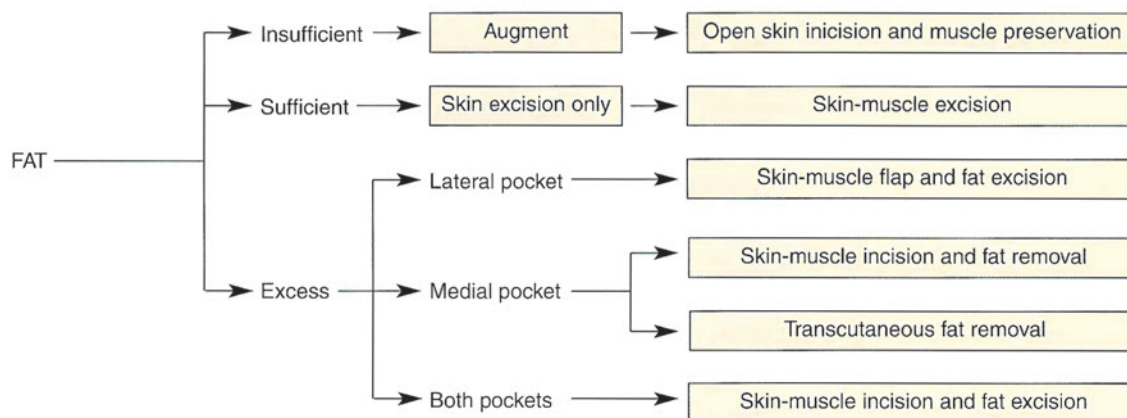 Insufficient Augment Open skin inicision and muscle preservation
Sufficient Skin excision only Skin-muscle excision
FAT
Lateral pocket Skin-muscle flap and fat excision
Skin-muscle incision and fat removal
Excess Medial pocket
Transcutaneous fat removal
Both pockets Skin-muscle incision and fat excision